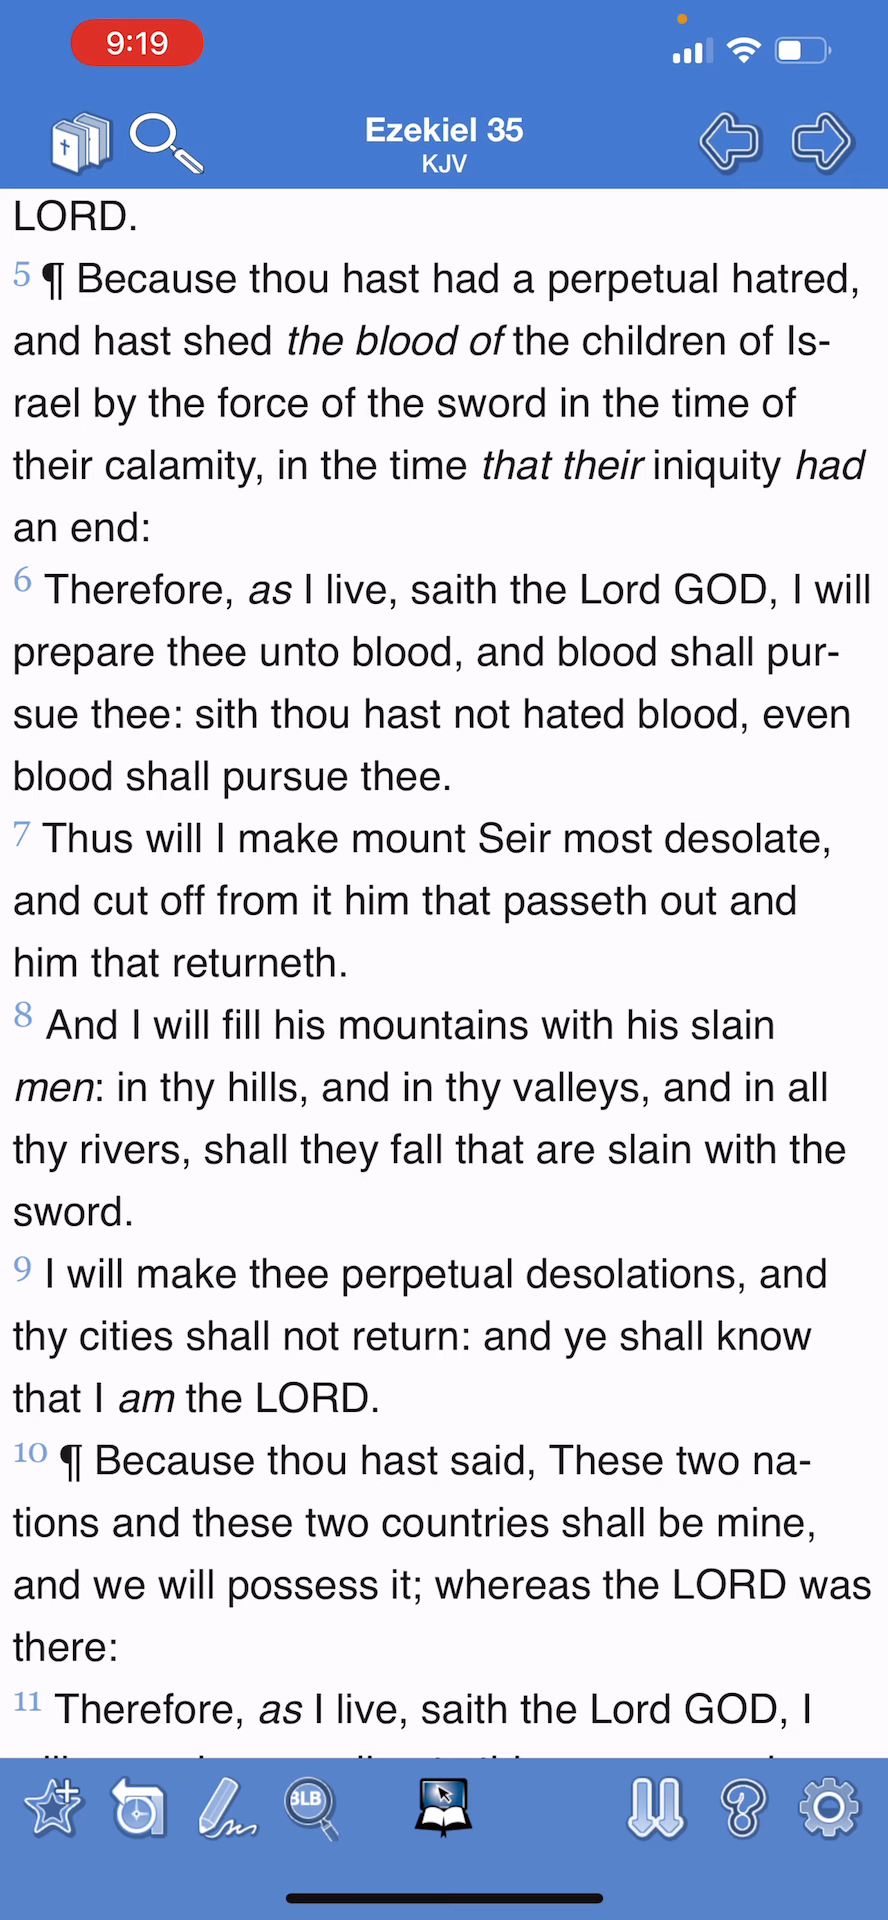 9:19
Ezekiel 35
KJV
LORD.
5 ¶ Because thou hast had a perpetual hatred,
and hast shed the blood of the children of Is-
rael by the force of the sword in the time of
their calamity, in the time that their iniquity had
an end:
6 Therefore, as I live, saith the Lord GOD, I will
prepare thee unto blood, and blood shall pur-
sue thee: sith thou hast not hated blood, even
blood shall pursue thee.
7 Thus will I make mount Seir most desolate,
and cut off from it him that passeth out and
him that returneth.
8 And I will fill his mountains with his slain
men: in thy hills, and in thy valleys, and in all
thy rivers, shall they fall that are slain with the
sword.
9 I will make thee perpetual desolations, and
thy cities shall not return: and ye shall know
that I am the LORD.
10 ¶ Because thou hast said, These two na-
tions and these two countries shall be mine,
and we will possess it; whereas the LORD was
there:
11 Therefore, as I live, saith the Lord GOD, I
BLB